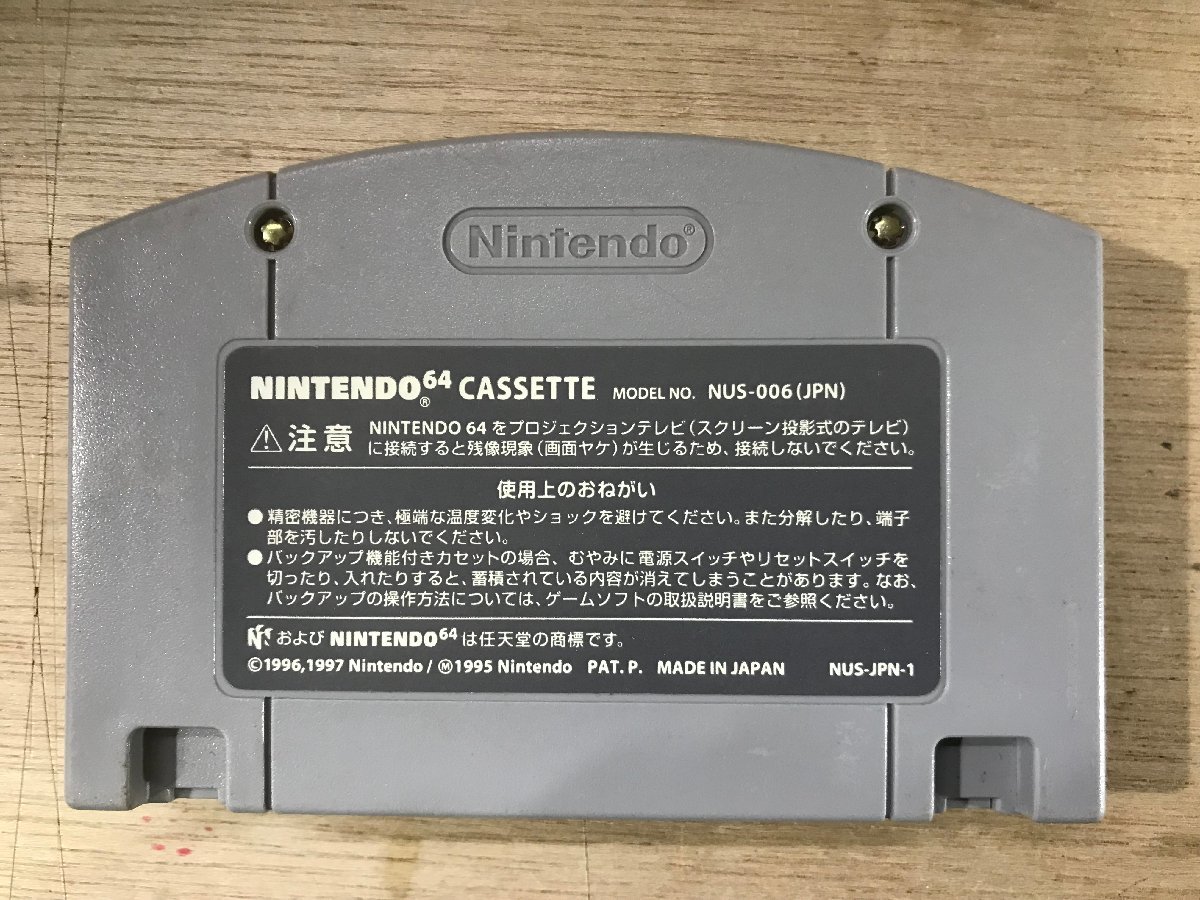 Nintendo®
NINTENDO®64 CASSETTE MODEL NO. NUS-006(JPN)
⚠注意 NINTENDO 64 をプロジェクションテレビ(スクリーン投影式のテレビ)
に接続すると残像現象(画面ヤケ)が生じるため、接続しないでください。
使用上のおねがい
●精密機器につき、極端な温度変化やショックを避けてください。また分解したり、端子
部を汚したりしないでください。
●バックアップ機能付きカセットの場合、むやみに電源スイッチやリセットスイッチを
切ったり、入れたりすると、蓄積されている内容が消えてしまうことがあります。なお、
バックアップの操作方法については、ゲームソフトの取扱説明書をご参照ください。
および NINTENDO64 は任天堂の商標です。
©1996,1997 Nintendo/Ⓜ1995 Nintendo PAT. P. MADE IN JAPAN NUS-JPN-1